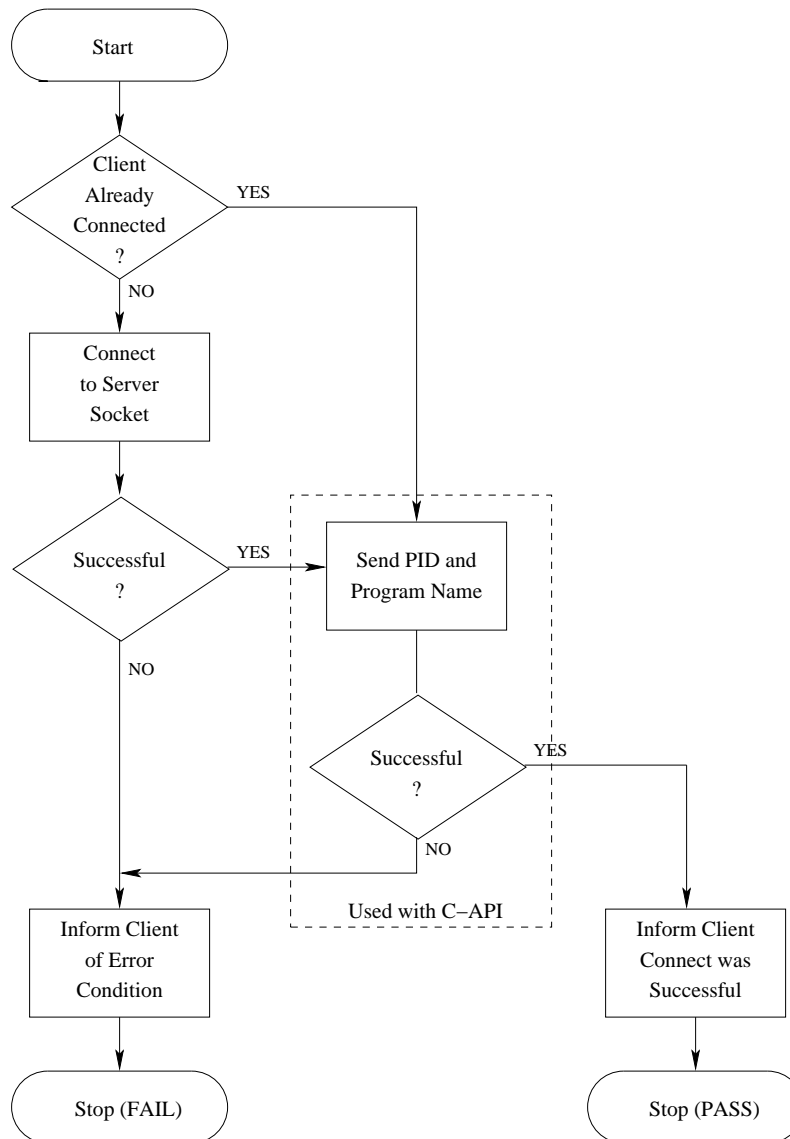 Start
Client
Already
Connected
?
YES
NO
Connect
to Server
Socket
Successful
?
YES
NO
Send PID and
Program Name
Successful
?
YES
NO
Used with C-API
Inform Client
of Error
Condition
Inform Client
Connect was
Successful
Stop (FAIL)
Stop (PASS)